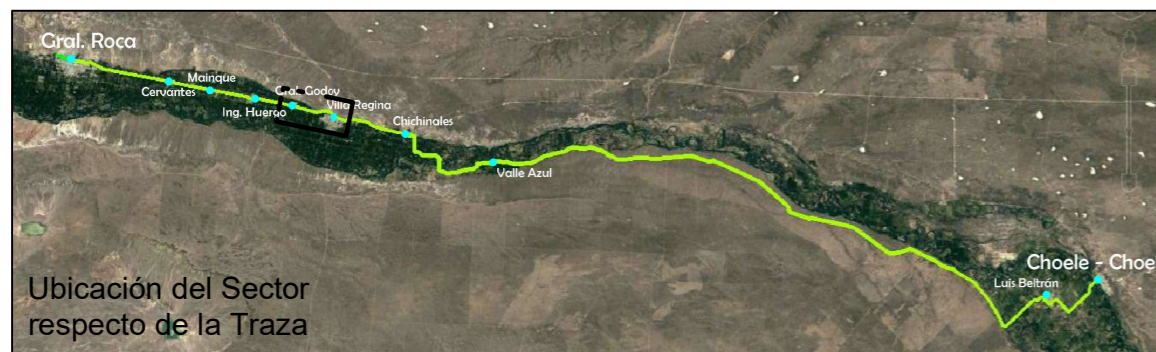 Gral. Roca
Mainque
Cervantes
Gral. Godoy
Ing. Huergo
Villa Regina
Chichinales
Valle Azul
Choele - Choe
Luis Beltrán
Ubicación del Sector
respecto de la Traza